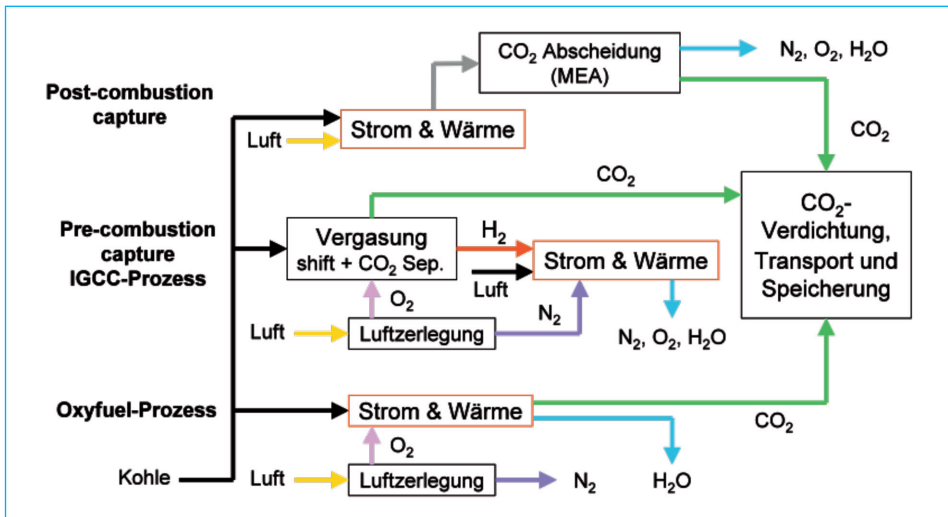 Post-combustion
capture
Luft
Strom & Wärme
CO₂ Abscheidung
(MEA)
N₂, O₂, H₂O
CO₂
Pre-combustion
capture
IGCC-Prozess
Vergasung
shift + CO₂ Sep.
CO₂
H₂
Luft
Strom & Wärme
CO₂-
Verdichtung,
Transport und
Speicherung
O₂
N₂
Luft
Luftzerlegung
N₂, O₂, H₂O
Oxyfuel-Prozess
Strom & Wärme
CO₂
O₂
Kohle
Luft
Luftzerlegung
N₂
H₂O